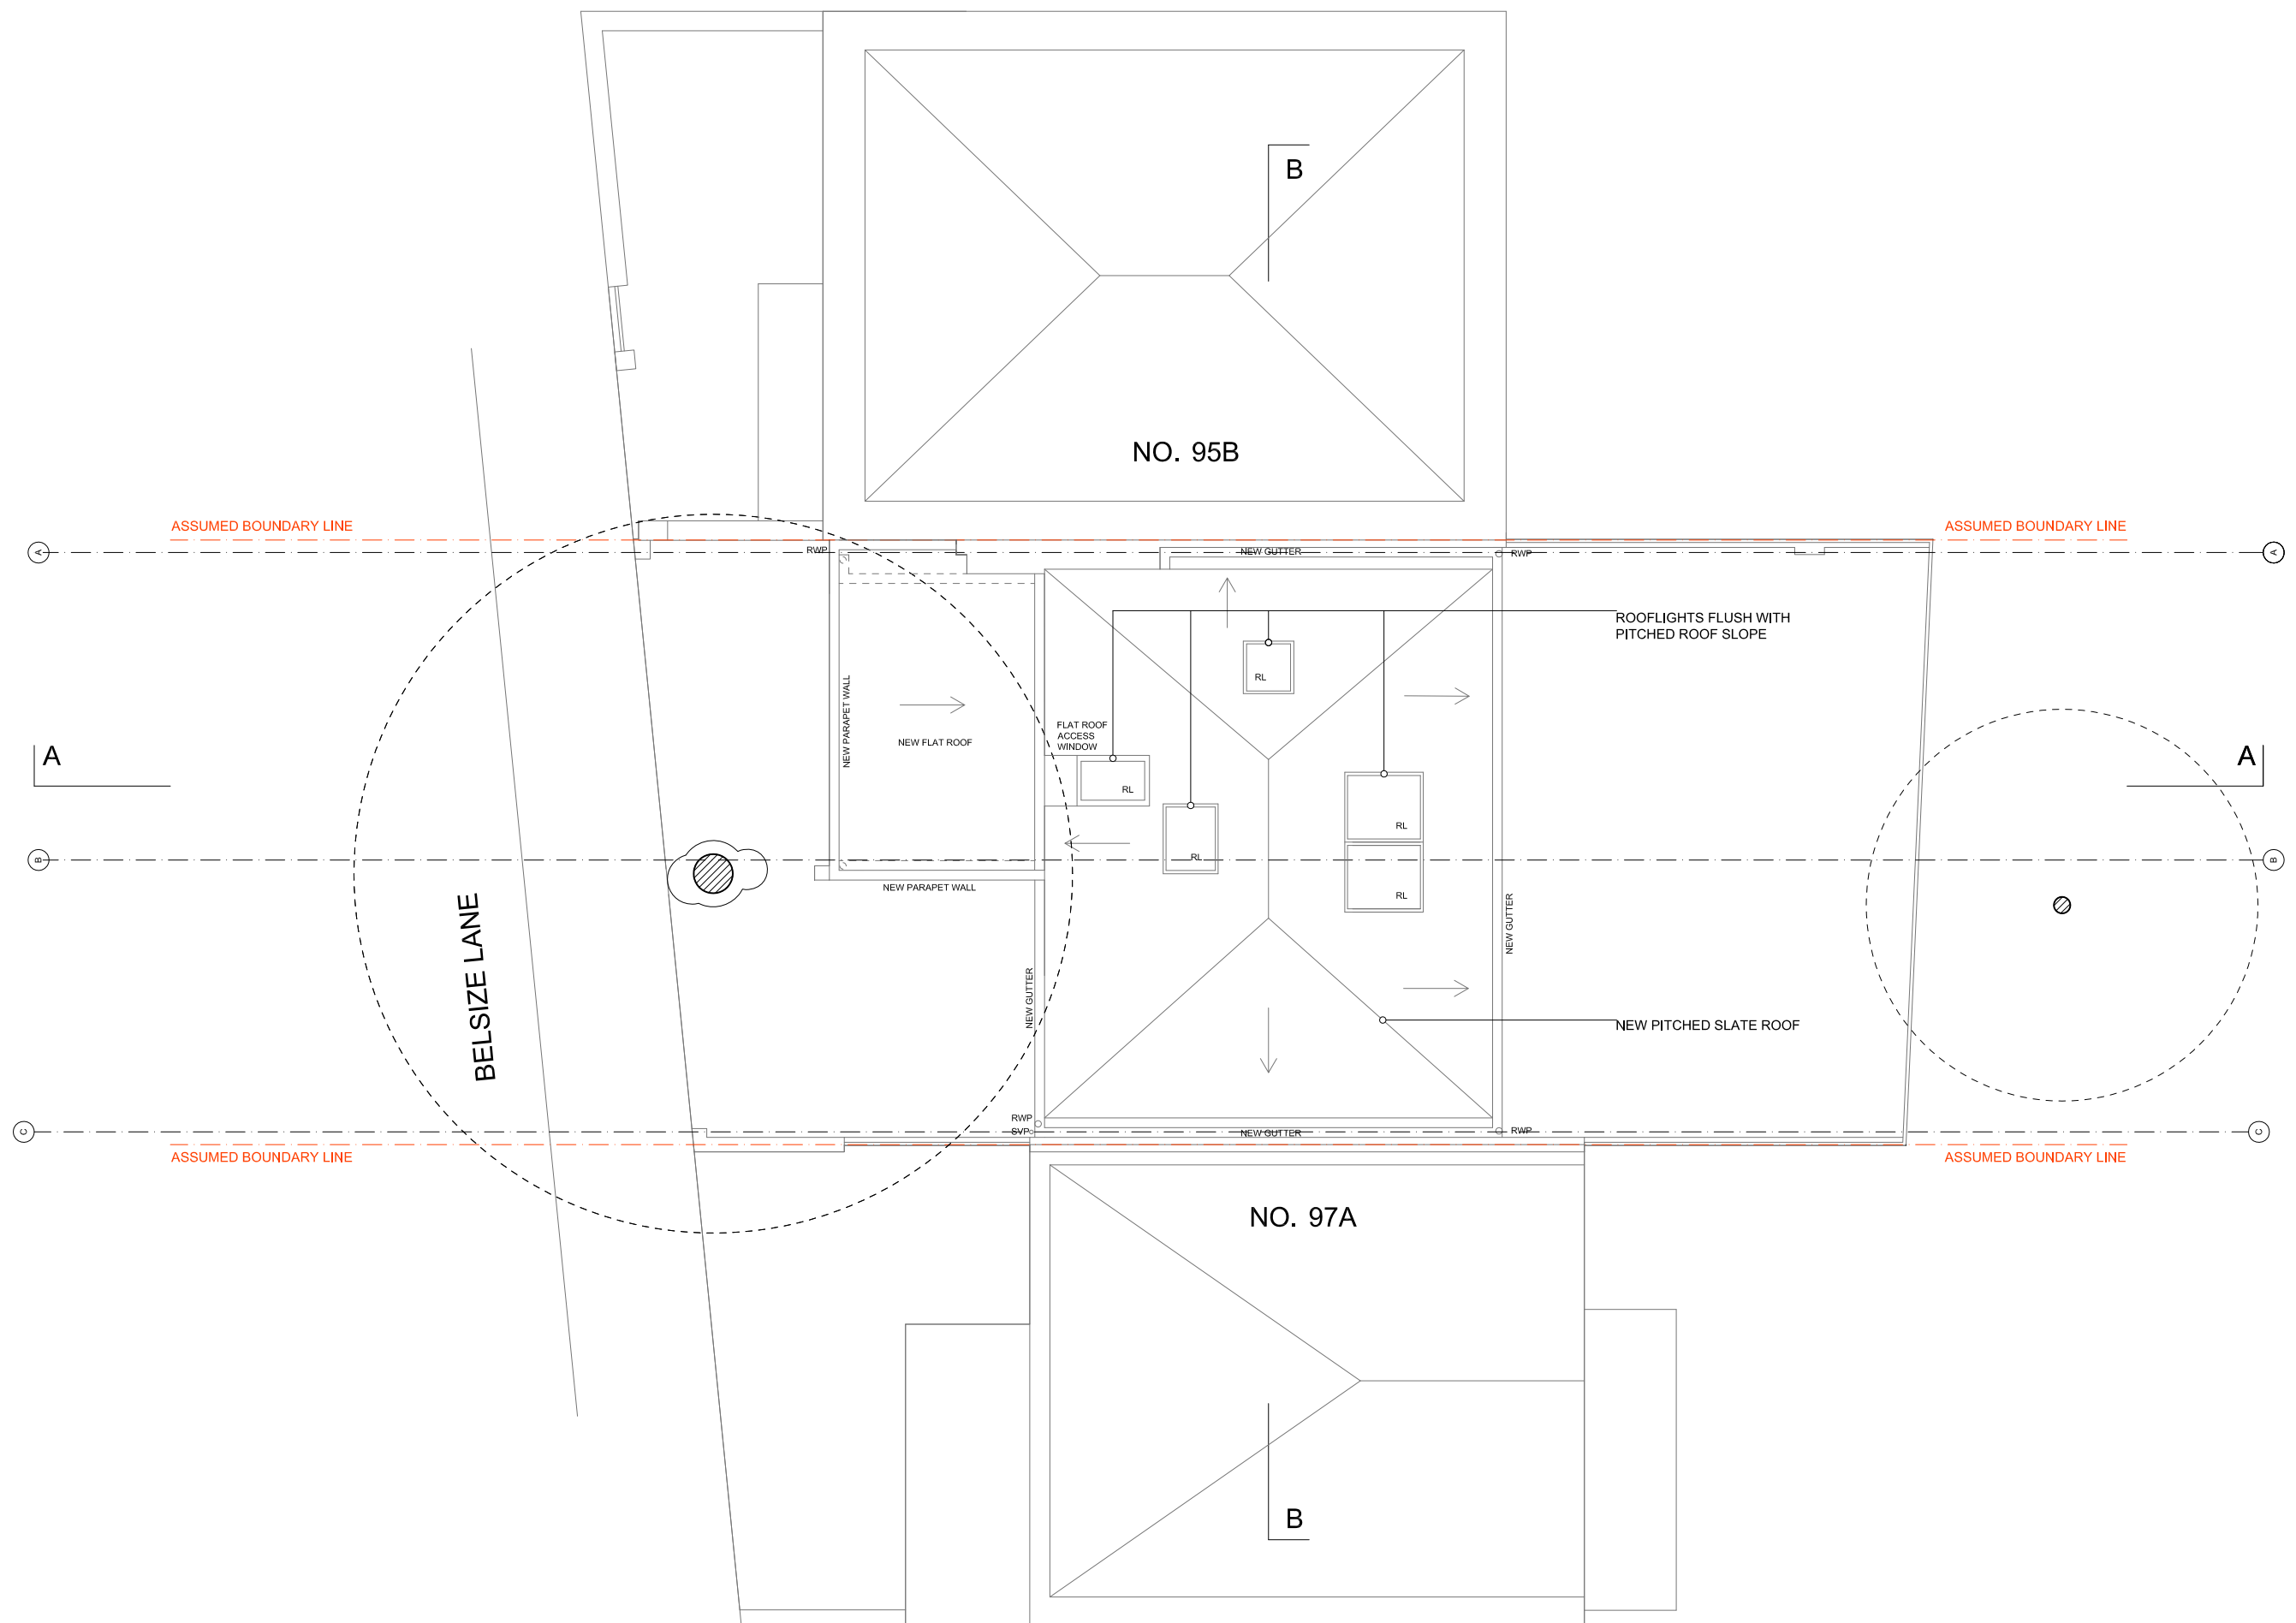 B
NO. 95B
ASSUMED BOUNDARY LINE
ASSUMED BOUNDARY LINE
A
RWP
NEW GUTTER
RWP
A
ROOFLIGHTS FLUSH WITH
PITCHED ROOF SLOPE
RL
NEW PARAPET WALL
NEW FLAT ROOF
FLAT ROOF
ACCESS
WINDOW
A
A
RL
RL
RL
B
B
RL
NEW PARAPET WALL
BELSIZE LANE
NEW GUTTER
NEW GUTTER
NEW PITCHED SLATE ROOF
RWP
SVP
C
NEW GUTTER
RWP
C
ASSUMED BOUNDARY LINE
ASSUMED BOUNDARY LINE
NO. 97A
B